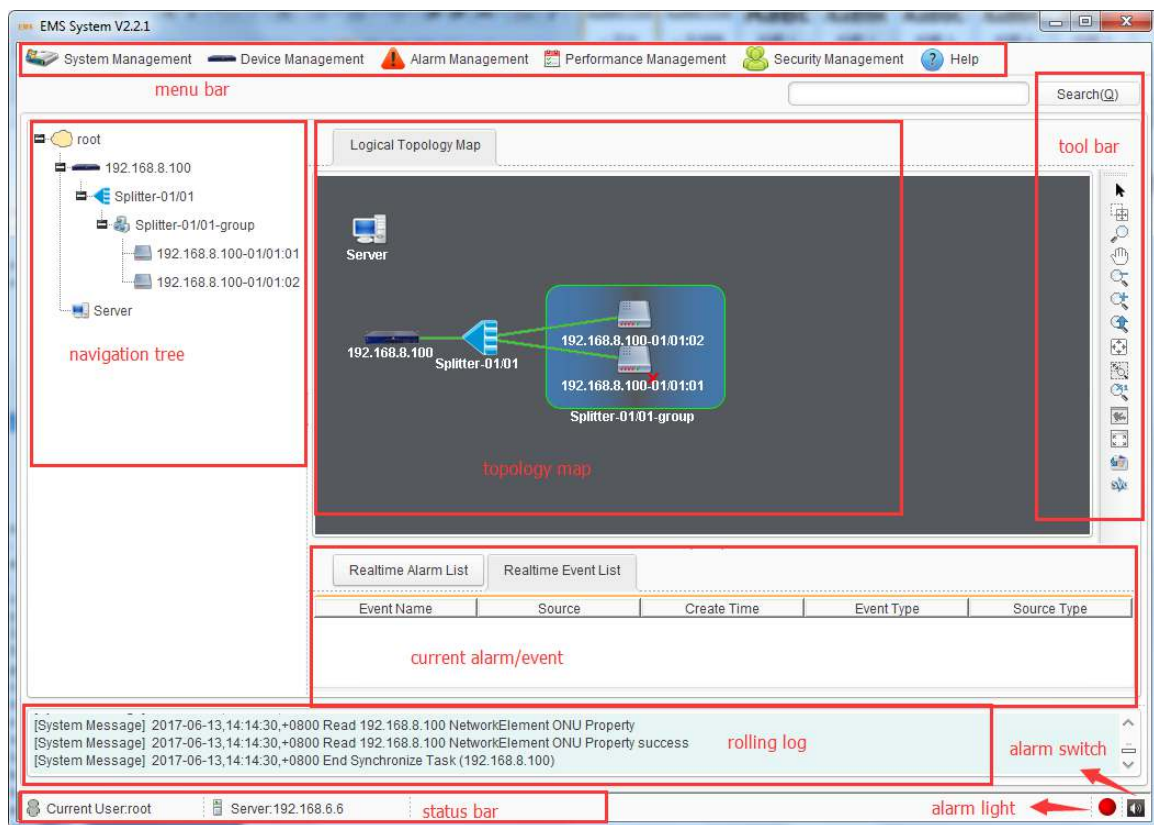 EMS EMS System V2.2.1
System Management Device Management Alarm Management Performance Management Security Management Help
menu bar
Search(Q)
tool bar
root
192.168.8.100
Splitter-01/01
Splitter-01/01-group
192.168.8.100-01/01:01
192.168.8.100-01/01:02
Server
navigation tree
Logical Topology Map
Server
192.168.8.100
Splitter-01/01
192.168.8.100-01/01:02
192.168.8.100-01/01:01
Splitter-01/01-group
topology map
Realtime Alarm List Realtime Event List
Event Name Source Create Time Event Type Source Type
current alarm/event
[System Message] 2017-06-13,14:14:30,+0800 Read 192.168.8.100 NetworkElement ONU Property
[System Message] 2017-06-13,14:14:30,+0800 Read 192.168.8.100 NetworkElement ONU Property success
[System Message] 2017-06-13,14:14:30,+0800 End Synchronize Task (192.168.8.100)
rolling log
alarm switch
Current User:root Server:192.168.6.6
status bar
alarm light